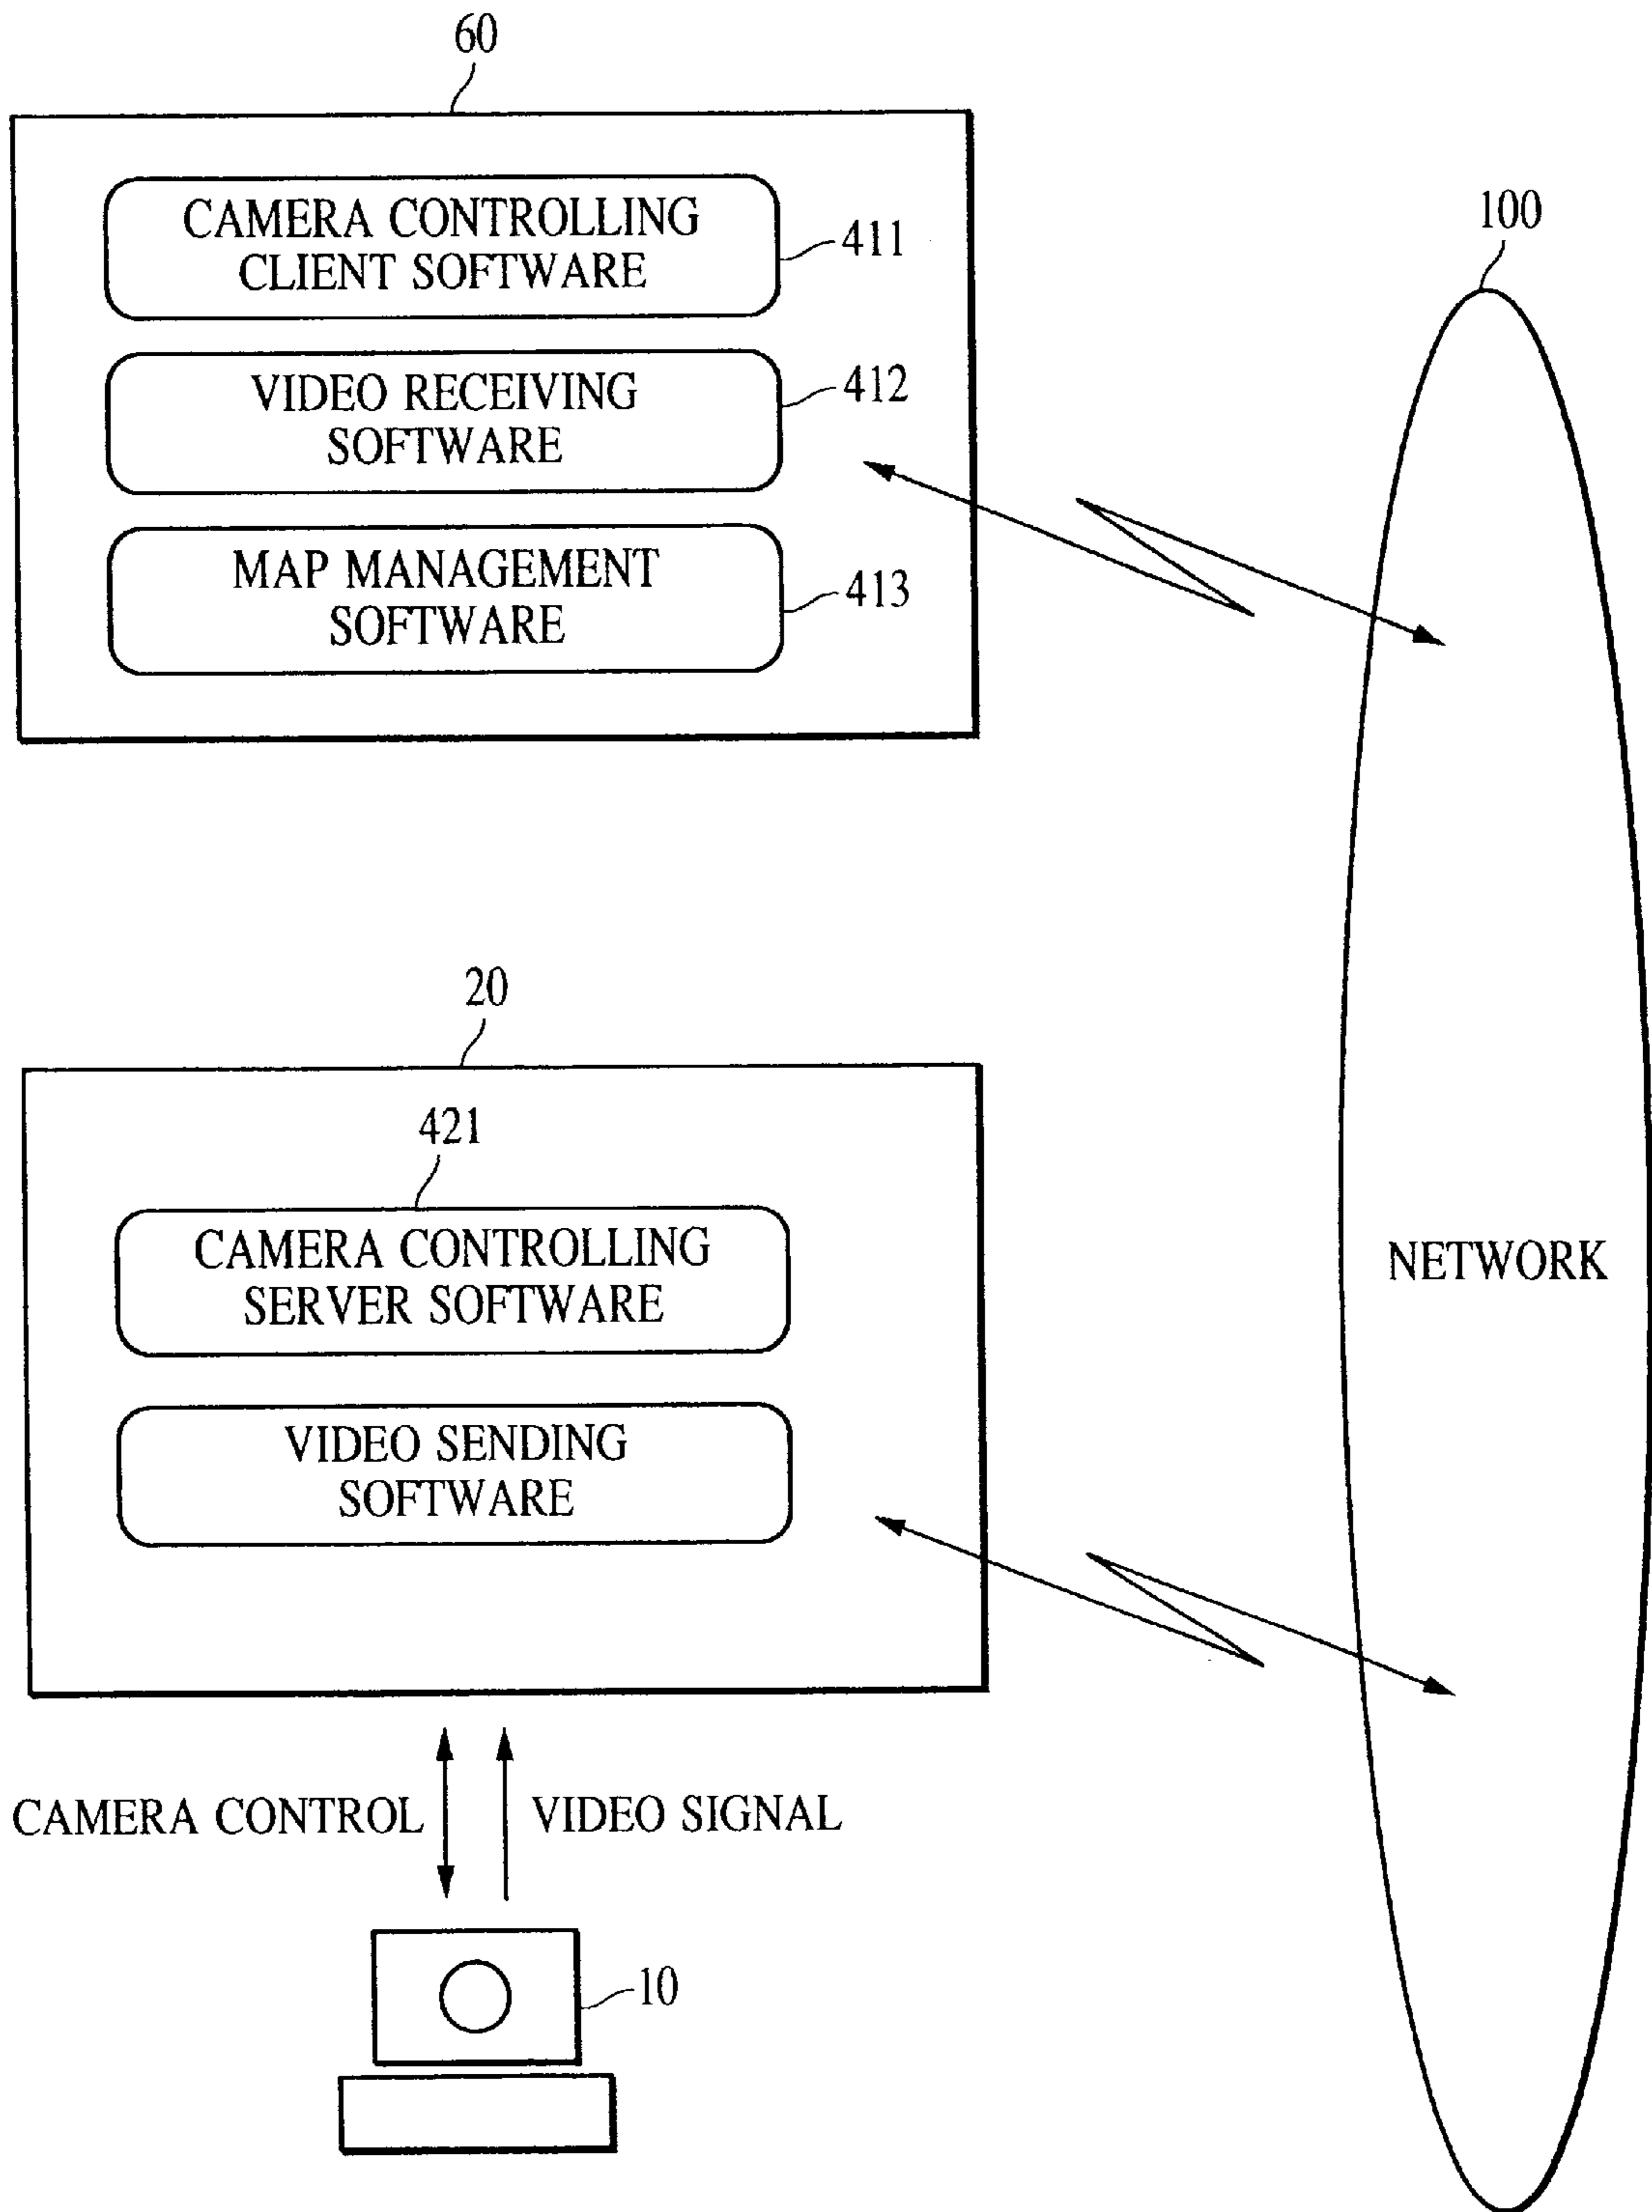 60
CAMERA CONTROLLING
CLIENT SOFTWARE
411
VIDEO RECEIVING
SOFTWARE
412
MAP MANAGEMENT
SOFTWARE
413
100
NETWORK
20
421
CAMERA CONTROLLING
SERVER SOFTWARE
VIDEO SENDING
SOFTWARE
CAMERA CONTROL
VIDEO SIGNAL
10